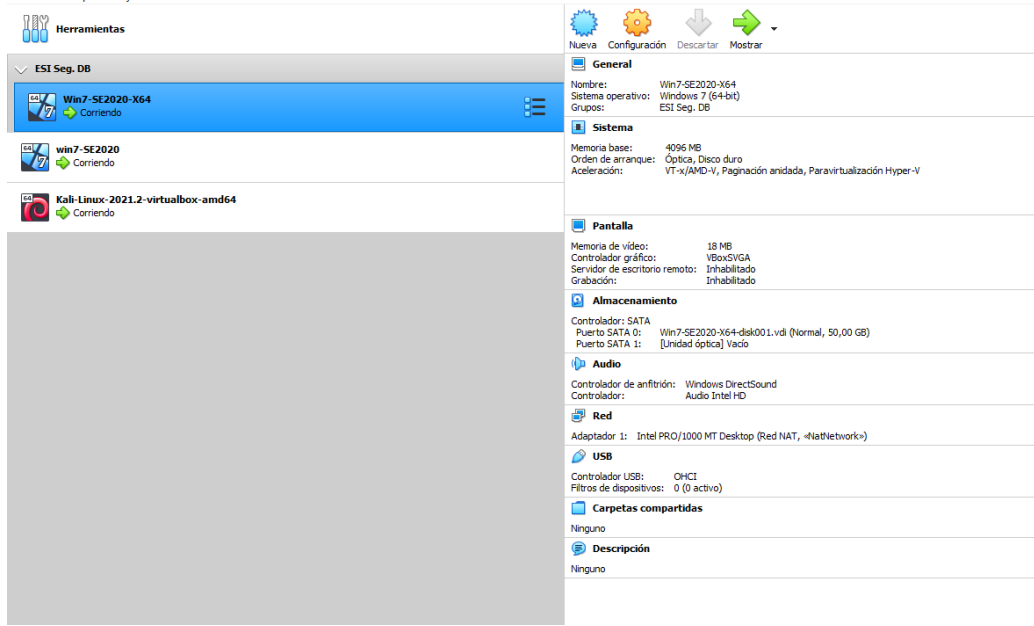 Herramientas
ESI Seg. DB
64
7
Win7-SE2020-X64
Corriendo
64
7
win7-SE2020
Corriendo
64
Kali-Linux-2021.2-virtualbox-amd64
Corriendo
Nueva Configuración Descartar Mostrar
General
Nombre: Win7-SE2020-X64
Sistema operativo: Windows 7 (64-bit)
Grupos: ESI Seg. DB
Sistema
Memoria base: 4096 MB
Orden de arranque: Óptica, Disco duro
Aceleración: VT-x/AMD-V, Paginación anidada, Paravirtualización Hyper-V
Pantalla
Memoria de vídeo: 18 MB
Controlador gráfico: VBoxSVGA
Servidor de escritorio remoto: Inhabilitado
Grabación: Inhabilitado
Almacenamiento
Controlador: SATA
Puerto SATA 0: Win7-SE2020-X64-disk001.vdi (Normal, 50,00 GB)
Puerto SATA 1: [Unidad óptica] Vacío
Audio
Controlador de anfitrión: Windows DirectSound
Controlador: Audio Intel HD
Red
Adaptador 1: Intel PRO/1000 MT Desktop (Red NAT, «NatNetwork»)
USB
Controlador USB: OHCI
Filtros de dispositivos: 0 (0 activo)
Carpetas compartidas
Ninguno
Descripción
Ninguno